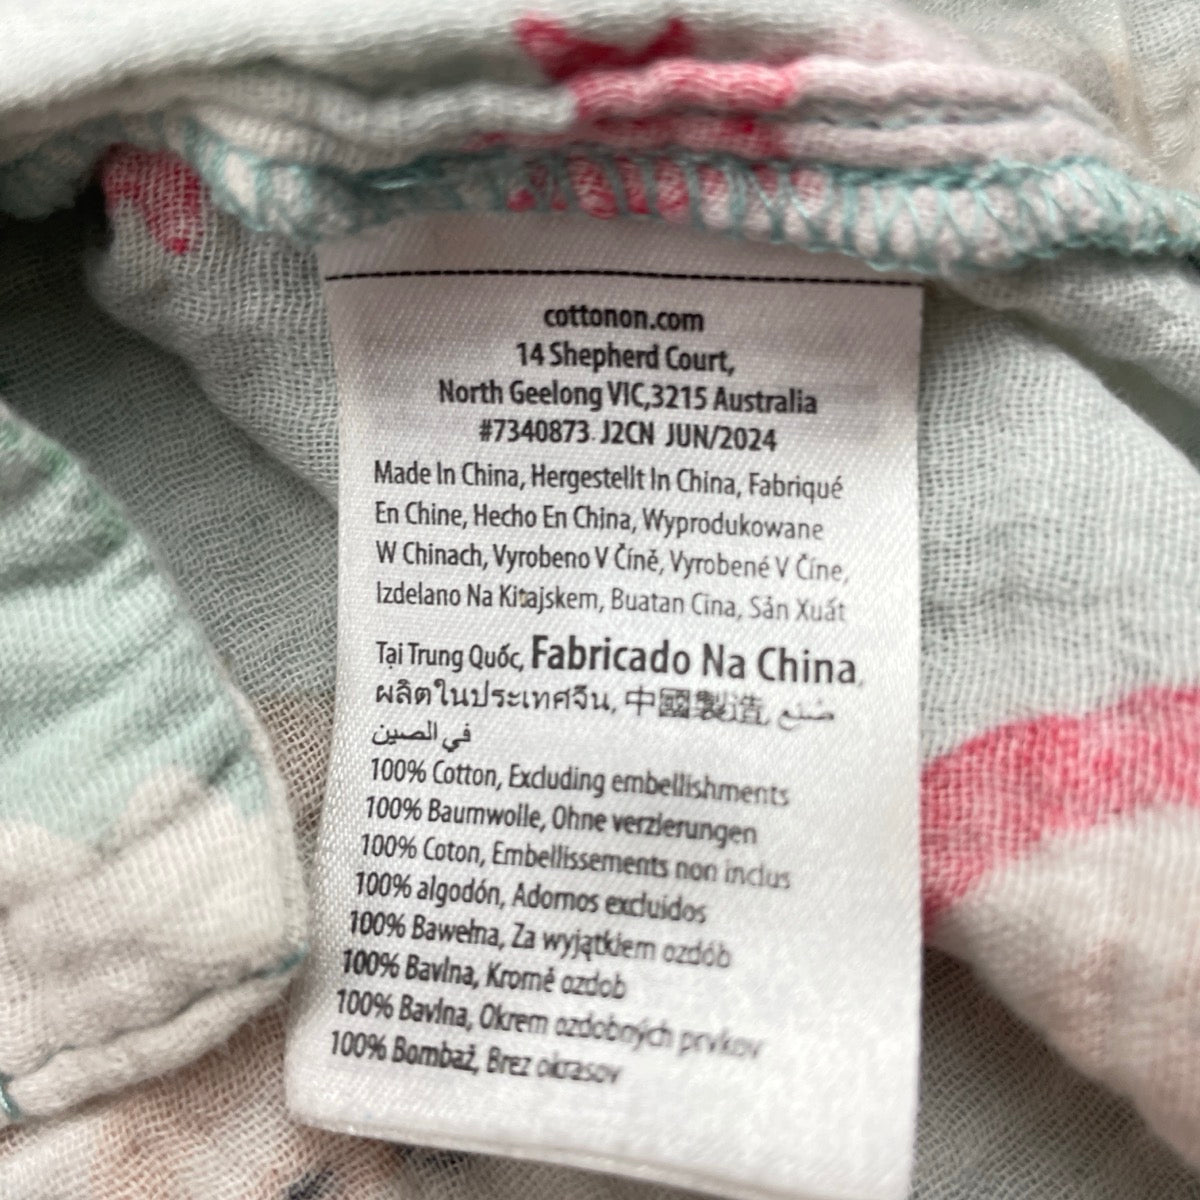 cottonon.com
14 Shepherd Court,
North Geelong VIC,3215 Australia
#7340873 J2CN JUN/2024
Made In China, Hergestellt In China, Fabriqué
En Chine, Hecho En China, Wyprodukowane
W Chinach, Vyrobeno V Číně, Vyrobené V Číne,
Izdelano Na Kitajskem, Buatan Cina, Sản Xuất
Tại Trung Quốc, Fabricado Na China,
ผลิตในประเทศจีน, 中國製造, صُنع
في الصين
100% Cotton, Excluding embellishments
100% Baumwolle, Ohne verzierungen
100% Coton, Embellissements non inclus
100% algodón, Adornos excluidos
100% Bawełna, Za wyjątkiem ozdób
100% Bavlna, Kromě ozdob
100% Bavlna, Okrem ozdobných prvkov
100% Bombaž, Brez okrasov